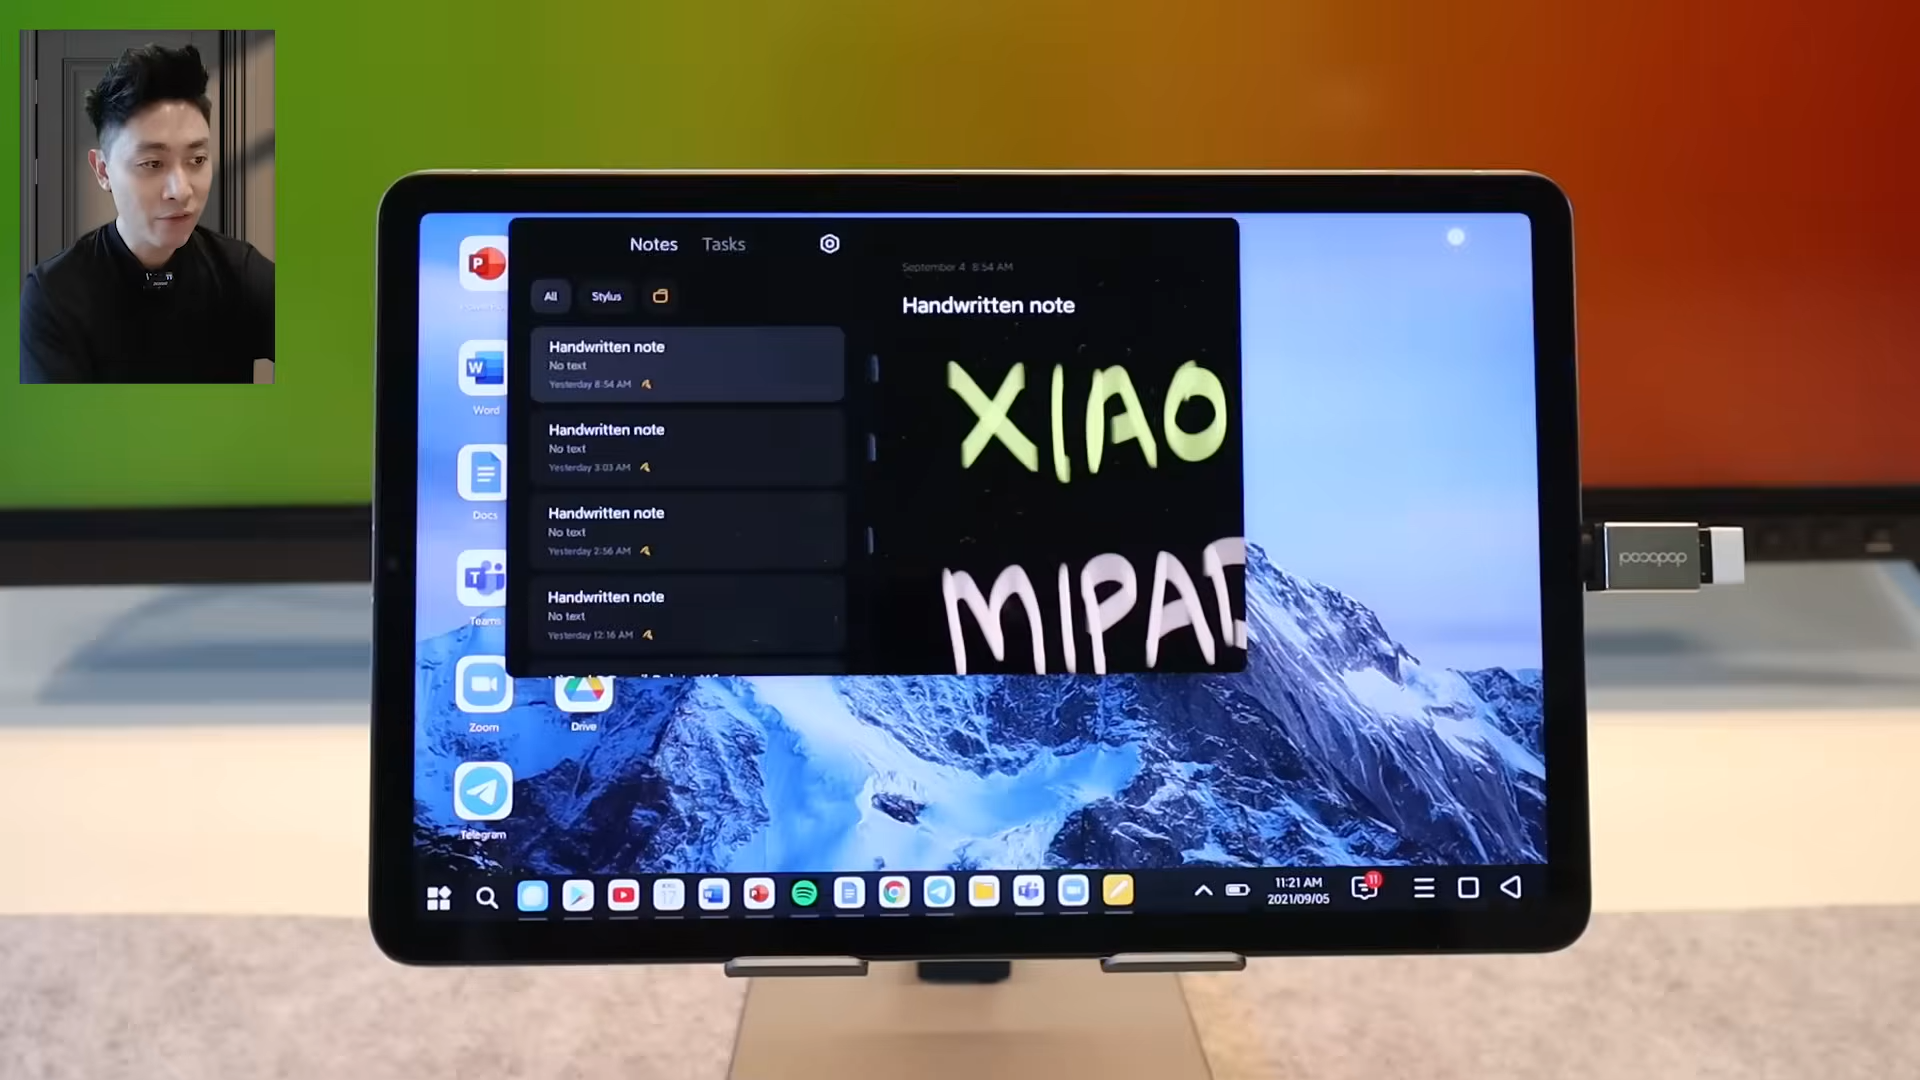 Notes Tasks
All Stylus
Handwritten note
No text
Yesterday 8:54 AM
Handwritten note
No text
Yesterday 3:03 AM
Handwritten note
No text
Yesterday 2:56 AM
Handwritten note
No text
Yesterday 12:16 AM
September 4 8:54 AM
Handwritten note
XIAO
MIPAD
Word
Docs
Teams
Zoom
Drive
Telegram
11:21 AM
2021/09/05
11
17